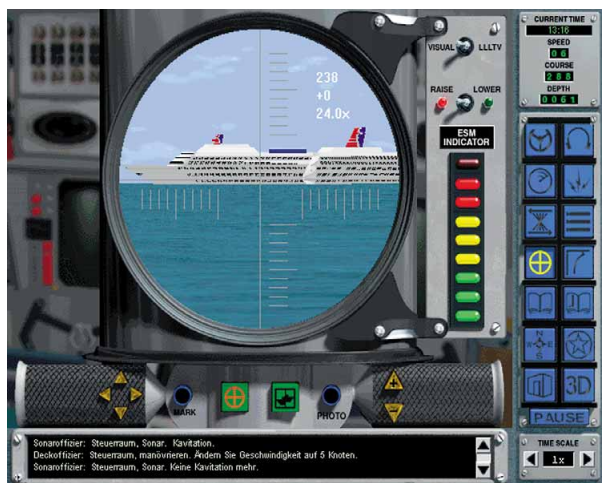 238
+0
24.0x
VISUAL LLLTV
RAISE LOWER
ESM
INDICATOR
CURRENT TIME
13:16
SPEED
06
COURSE
288
DEPTH
0061
N
W E
S
3D
PAUSE
MARK
PHOTO
Sonaroffizier: Steuerraum, Sonar. Kavitation.
Deckoffizier: Steuerraum, manövrieren. Ändern Sie Geschwindigkeit auf 5 Knoten.
Sonaroffizier: Steuerraum, Sonar. Keine Kavitation mehr.
TIME SCALE
1x